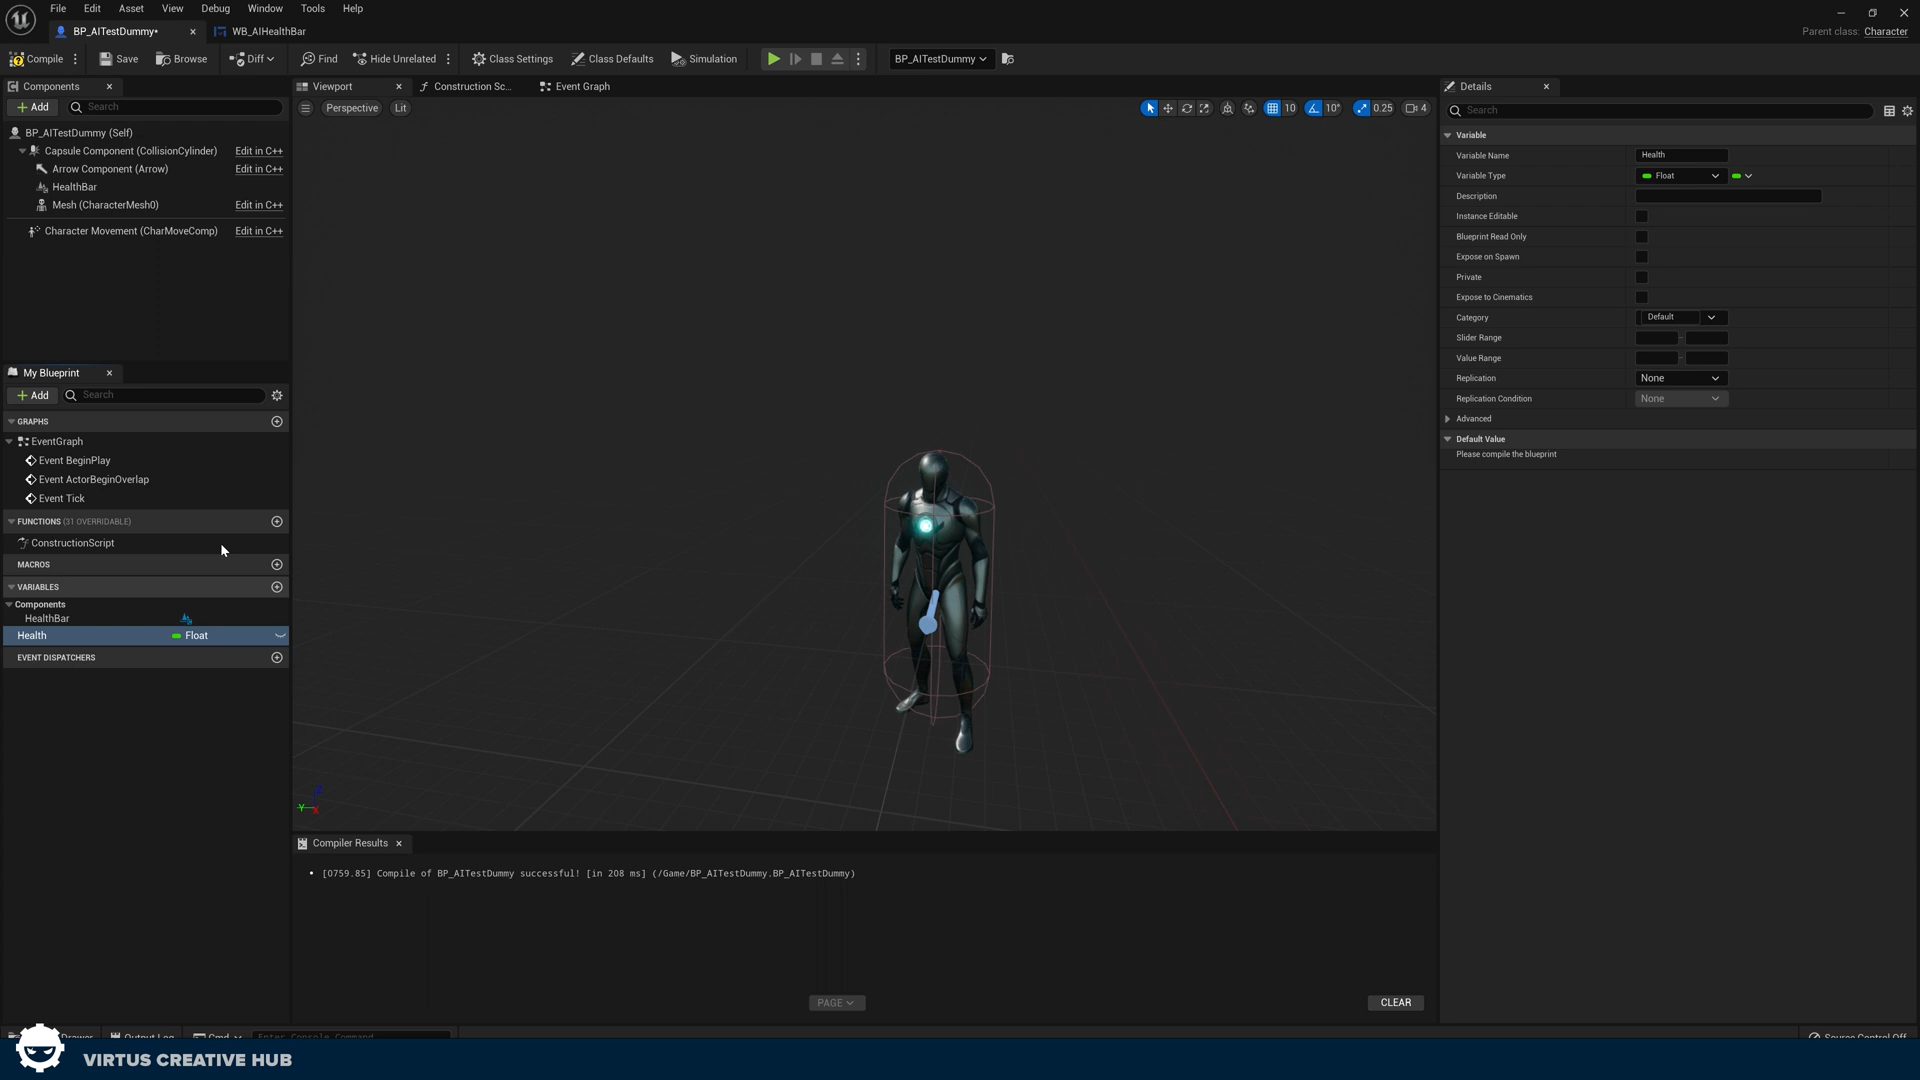 File Edit Asset View Debug Window Tools Help
BP_AITestDummy*
WB_AIHealthBar
Parent class: Character
Compile
Save
Browse
Diff
Find
Hide Unrelated
Class Settings
Class Defaults
Simulation
BP_AITestDummy
Components
Add
Search
BP_AITestDummy (Self)
Capsule Component (CollisionCylinder) Edit in C++
Arrow Component (Arrow) Edit in C++
HealthBar
Mesh (CharacterMesh0) Edit in C++
Character Movement (CharMoveComp) Edit in C++
My Blueprint
Add
Search
GRAPHS
EventGraph
Event BeginPlay
Event ActorBeginOverlap
Event Tick
FUNCTIONS (31 OVERRIDABLE)
ConstructionScript
MACROS
VARIABLES
Components
HealthBar
Health Float
EVENT DISPATCHERS
Viewport
Construction Sc...
Event Graph
Perspective
Lit
10
10°
0.25
4
Y
X
Compiler Results
[0759.85] Compile of BP_AITestDummy successful! [in 208 ms] (/Game/BP_AITestDummy.BP_AITestDummy)
PAGE
CLEAR
Details
Search
Variable
Variable Name Health
Variable Type Float
Description
Instance Editable
Blueprint Read Only
Expose on Spawn
Private
Expose to Cinematics
Category Default
Slider Range
Value Range
Replication None
Replication Condition None
Advanced
Default Value
Please compile the blueprint
Output Log
Cmd
Enter Console Command
Source Control Off
VIRTUS CREATIVE HUB